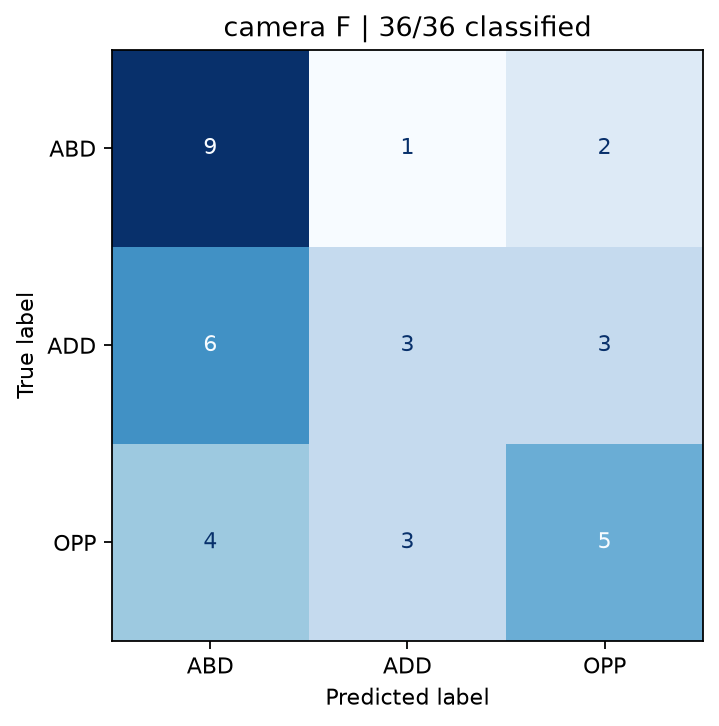 camera F | 36/36 classified
True label
ABD 9 1 2
ADD 6 3 3
OPP 4 3 5
ABD ADD OPP
Predicted label